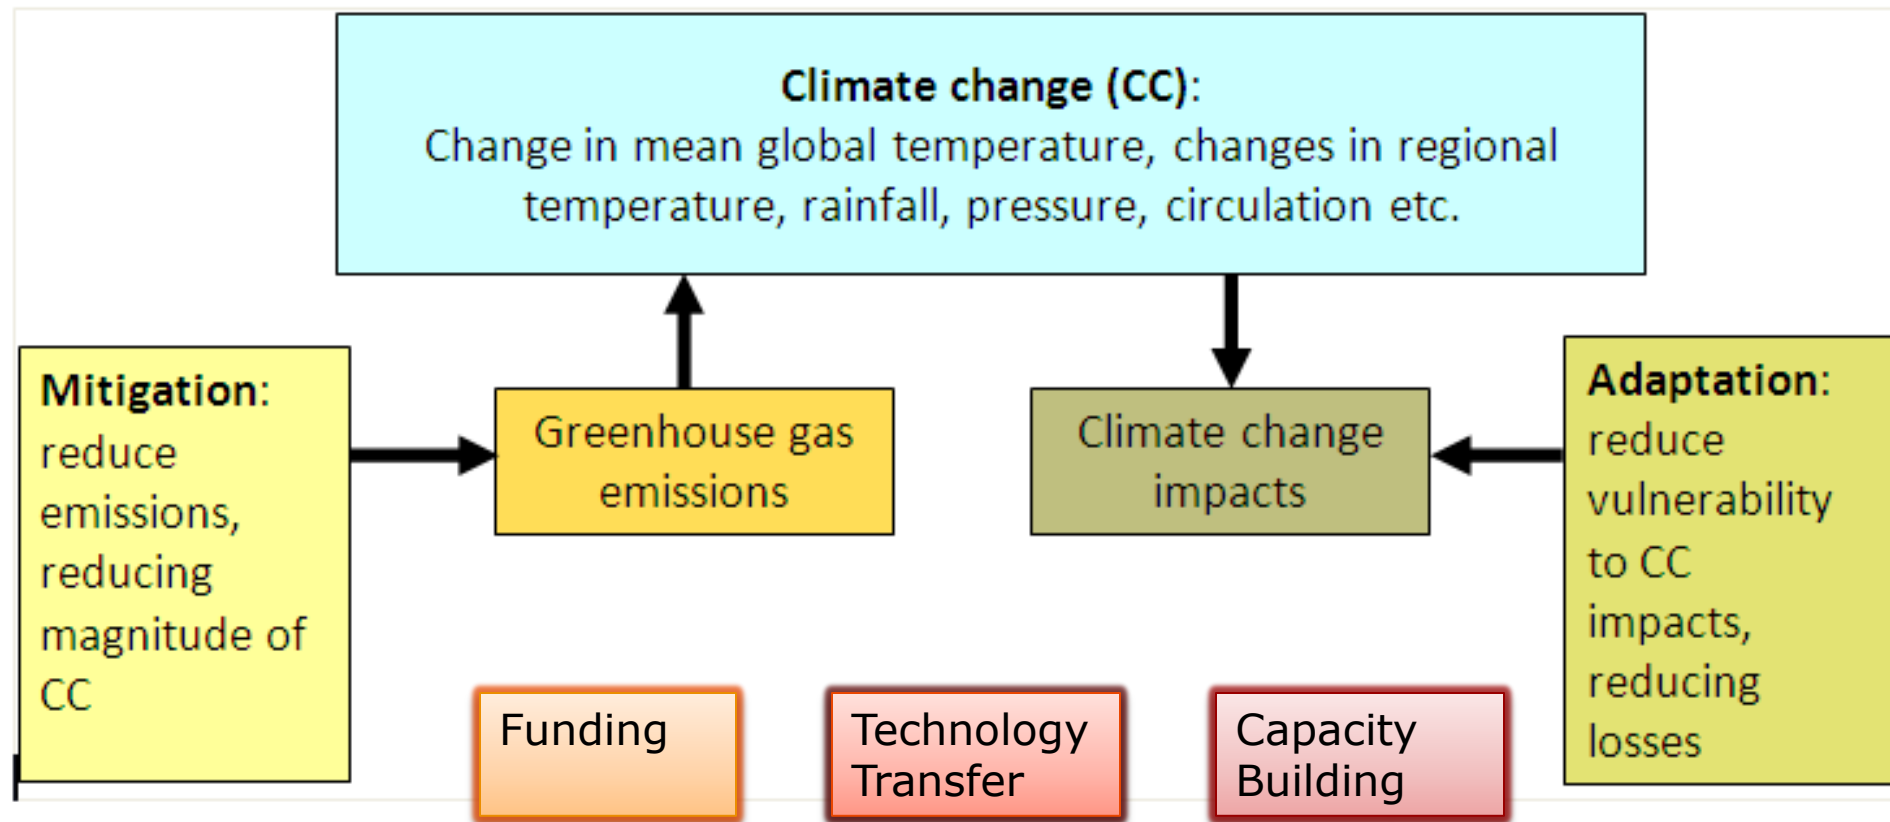 Climate change (CC):
Change in mean global temperature, changes in regional
temperature, rainfall, pressure, circulation etc.
Mitigation:
reduce
emissions,
reducing
magnitude of
CC
Greenhouse gas
emissions
Climate change
impacts
Adaptation:
reduce
vulnerability
to CC
impacts,
reducing
losses
Funding
Technology
Transfer
Capacity
Building